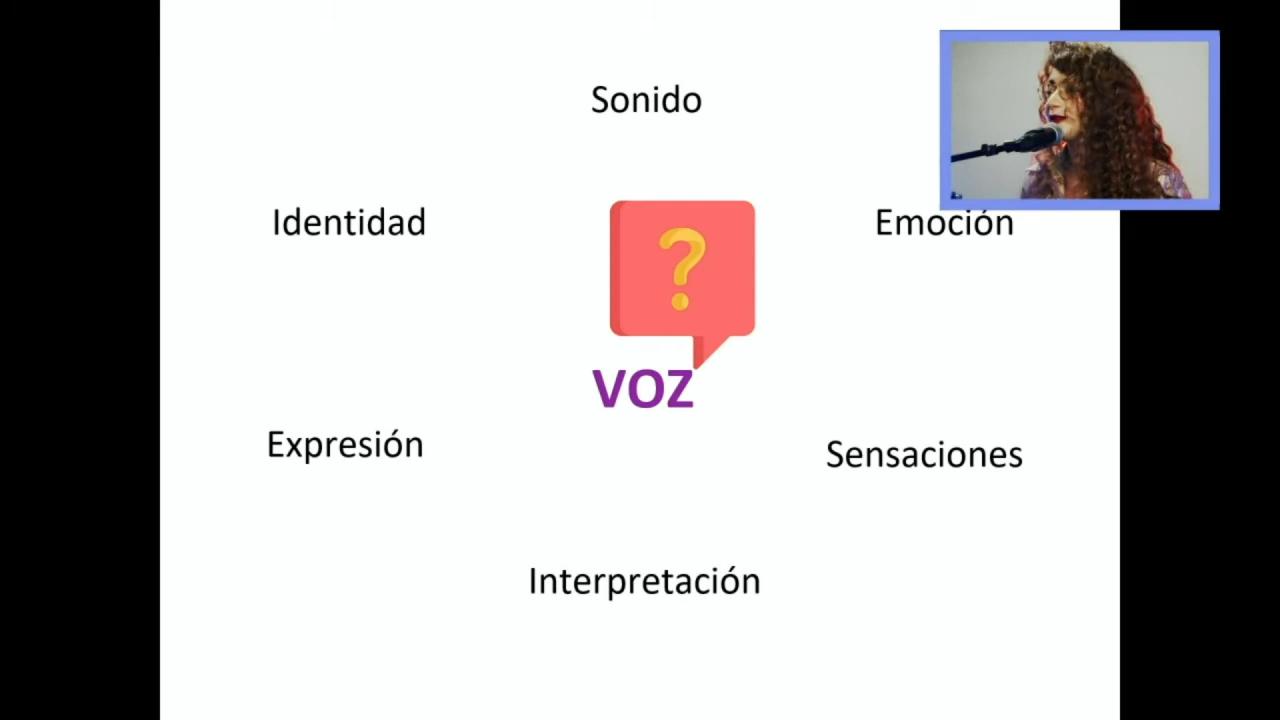 Sonido
Identidad
Emoción
?
VOZ
Expresión
Sensaciones
Interpretación